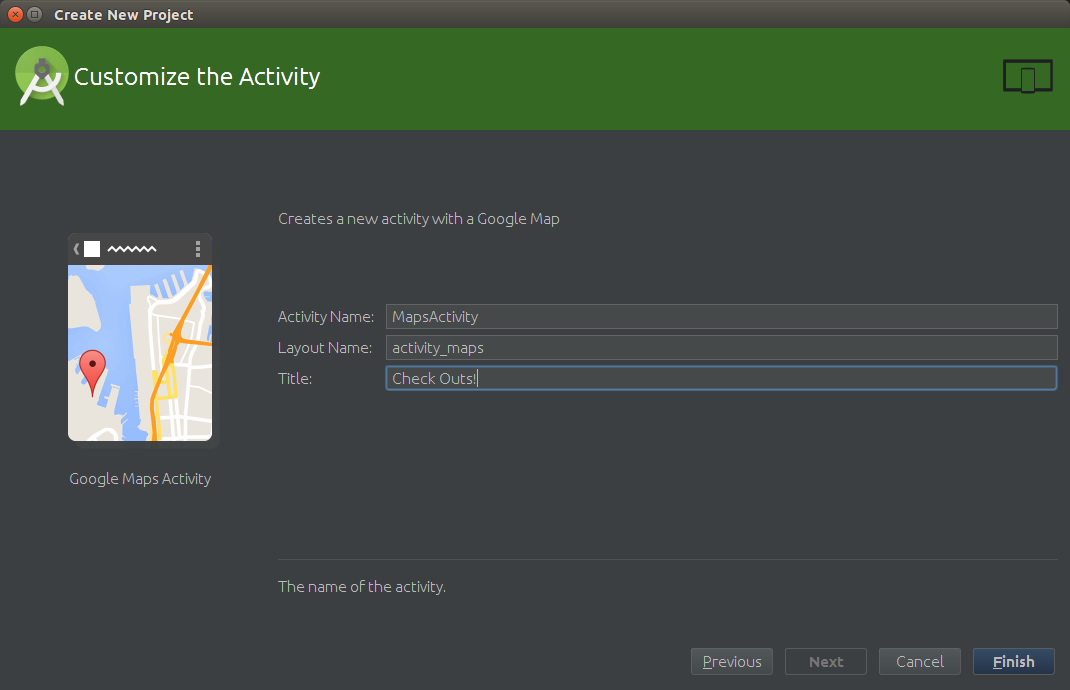 Create New Project
Customize the Activity
Creates a new activity with a Google Map
Activity Name: MapsActivity
Layout Name: activity_maps
Title: Check Outs!
Google Maps Activity
The name of the activity.
Previous Next Cancel Finish